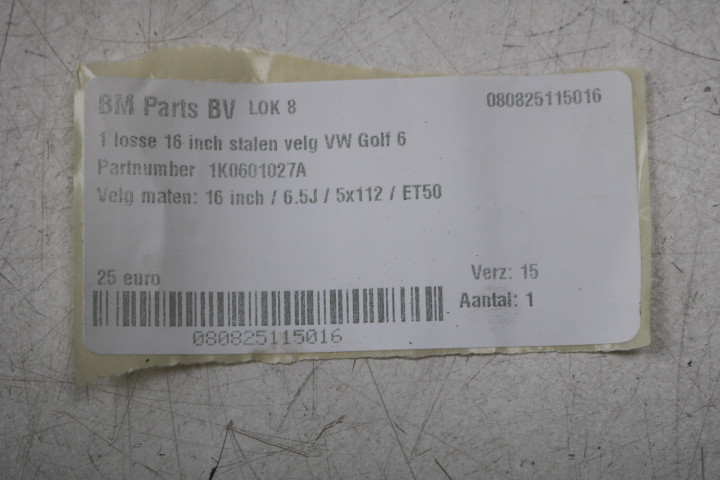 BM Parts BV LOK 8 080825115016
1 losse 16 inch stalen velg VW Golf 6
Partnumber 1K0601027A
Velg maten: 16 inch / 6.5J / 5x112 / ET50
25 euro Verz: 15
Aantal: 1
080825115016